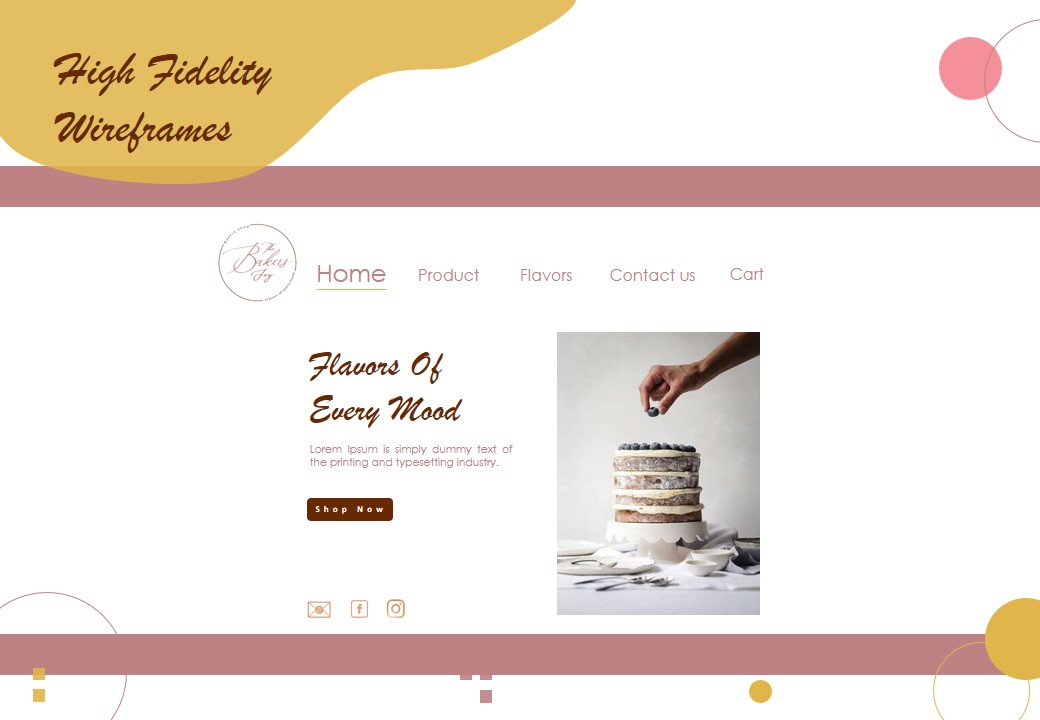 High Fidelity
Wireframes
The
Bakers
Joy
Home
Product
Flavors
Contact us
Cart
Flavors Of
Every Mood
Lorem Ipsum is simply dummy text of
the printing and typesetting industry.
Shop Now